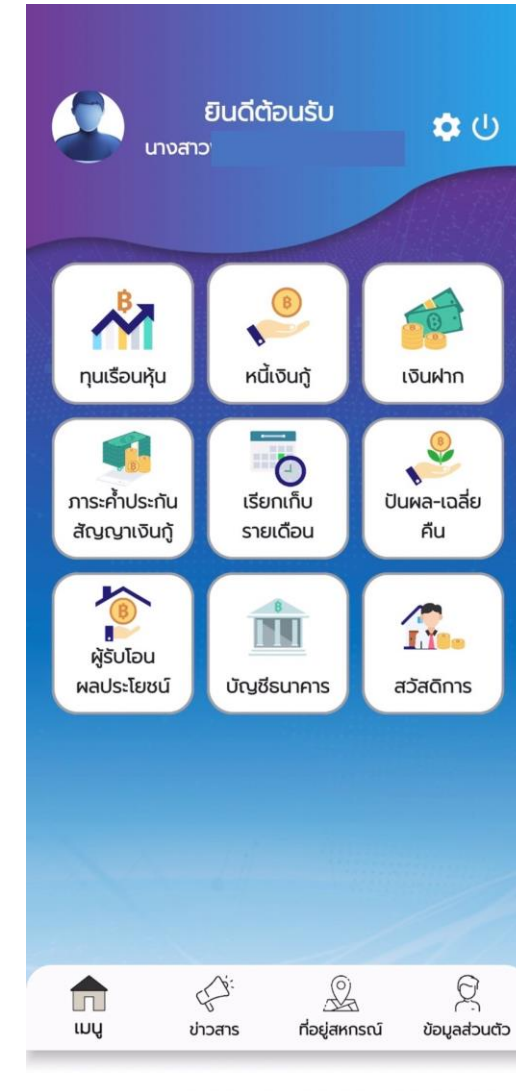 ยินดีต้อนรับ
นางสาว
ทุนเรือนหุ้น
หนี้เงินกู้
เงินฝาก
ภาระค้ำประกัน
สัญญาเงินกู้
เรียกเก็บ
รายเดือน
ปันผล-เฉลี่ย
คืน
ผู้รับโอน
ผลประโยชน์
บัญชีธนาคาร
สวัสดิการ
เมนู
ข่าวสาร
ที่อยู่สหกรณ์
ข้อมูลส่วนตัว